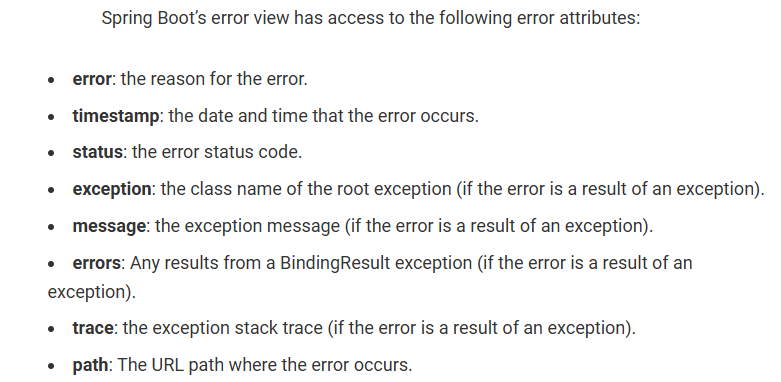 Spring Boot’s error view has access to the following error attributes:
• error: the reason for the error.
• timestamp: the date and time that the error occurs.
• status: the error status code.
• exception: the class name of the root exception (if the error is a result of an exception).
• message: the exception message (if the error is a result of an exception).
• errors: Any results from a BindingResult exception (if the error is a result of an
exception).
• trace: the exception stack trace (if the error is a result of an exception).
• path: The URL path where the error occurs.